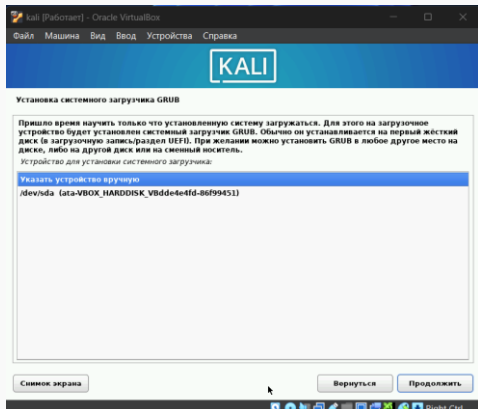 kali [Работает] - Oracle VirtualBox
Файл Машина Вид Ввод Устройства Справка
KALI
Установка системного загрузчика GRUB
Пришло время научить только что установленную систему загружаться. Для этого на загрузочное
устройство будет установлен системный загрузчик GRUB. Обычно он устанавливается на первый жёсткий
диск (в загрузочную запись/раздел UEFI). При желании можно установить GRUB в любое другое место на
диске, либо на другой диск или на сменный носитель.
Устройство для установки системного загрузчика:
Указать устройство вручную
/dev/sda (ata-VBOX_HARDDISK_VBdde4e4fd-86f99451)
Снимок экрана Вернуться Продолжить
Right Ctrl